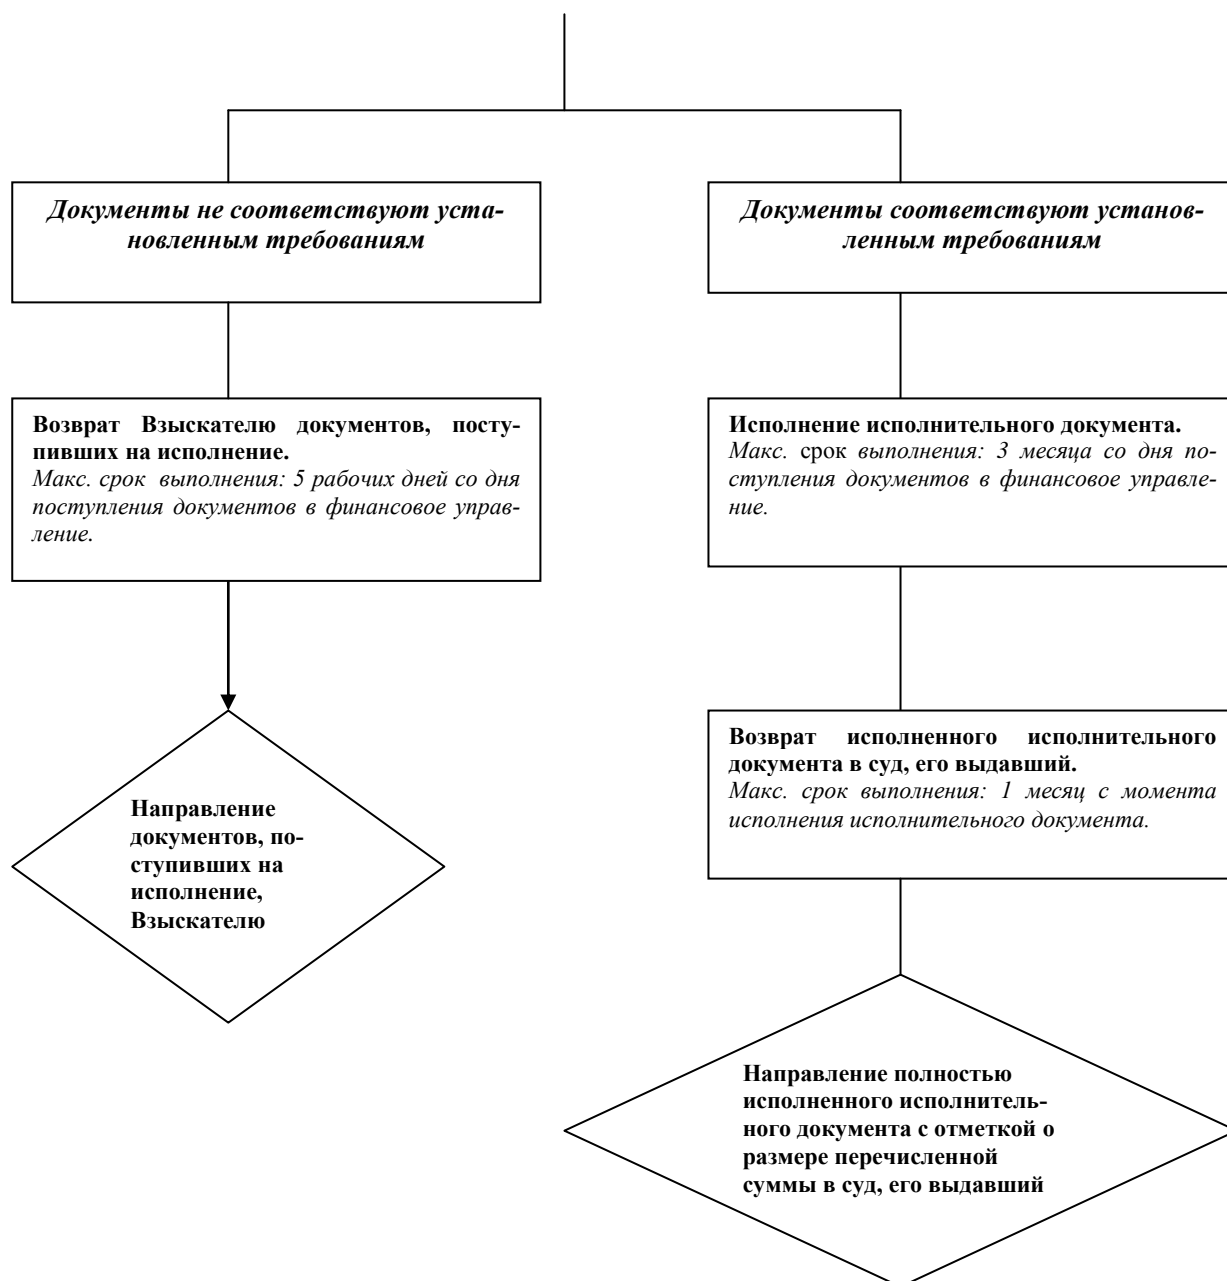 Документы не соответствуют уста-
новленным требованиям
Возврат Взыскателю документов, посту-
пивших на исполнение.
Макс. срок выполнения: 5 рабочих дней со дня
поступления документов в финансовое управ-
ление.
Направление
документов, по-
ступивших на
исполнение,
Взыскателю
Документы соответствуют установ-
ленным требованиям
Исполнение исполнительного документа.
Макс. срок выполнения: 3 месяца со дня по-
ступления документов в финансовое управле-
ние.
Возврат исполненного исполнительного
документа в суд, его выдавший.
Макс. срок выполнения: 1 месяц с момента
исполнения исполнительного документа.
Направление полностью
исполненного исполнитель-
ного документа с отметкой о
размере перечисленной
суммы в суд, его выдавший